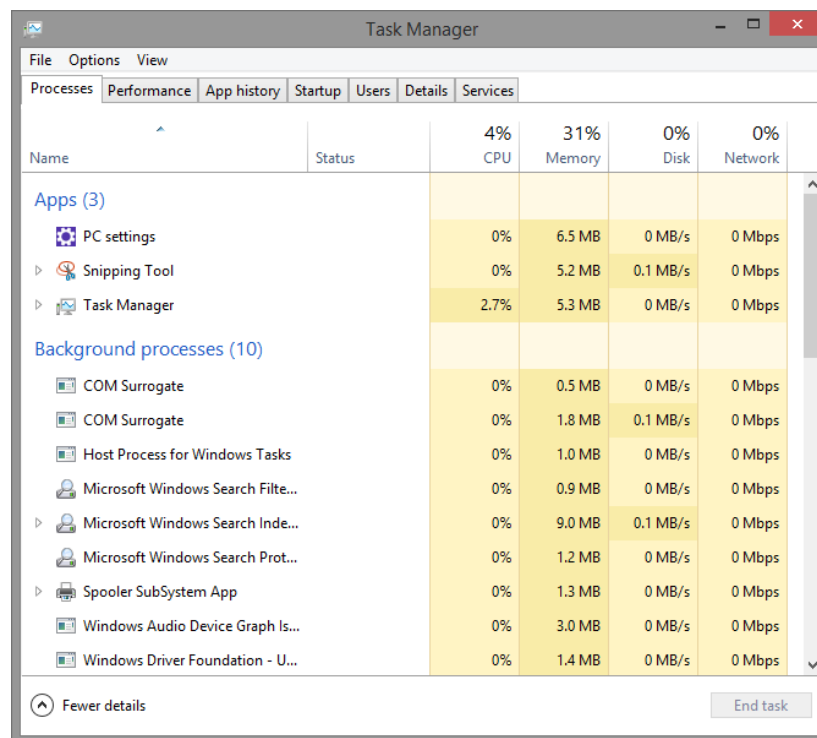 Task Manager
File Options View
Processes Performance App history Startup Users Details Services
4% 31% 0% 0%
Name Status CPU Memory Disk Network
Apps (3)
PC settings 0% 6.5 MB 0 MB/s 0 Mbps
Snipping Tool 0% 5.2 MB 0.1 MB/s 0 Mbps
Task Manager 2.7% 5.3 MB 0 MB/s 0 Mbps
Background processes (10)
COM Surrogate 0% 0.5 MB 0 MB/s 0 Mbps
COM Surrogate 0% 1.8 MB 0.1 MB/s 0 Mbps
Host Process for Windows Tasks 0% 1.0 MB 0 MB/s 0 Mbps
Microsoft Windows Search Filte... 0% 0.9 MB 0 MB/s 0 Mbps
Microsoft Windows Search Inde... 0% 9.0 MB 0.1 MB/s 0 Mbps
Microsoft Windows Search Prot... 0% 1.2 MB 0 MB/s 0 Mbps
Spooler SubSystem App 0% 1.3 MB 0 MB/s 0 Mbps
Windows Audio Device Graph Is... 0% 3.0 MB 0 MB/s 0 Mbps
Windows Driver Foundation - U... 0% 1.4 MB 0 MB/s 0 Mbps
Fewer details End task